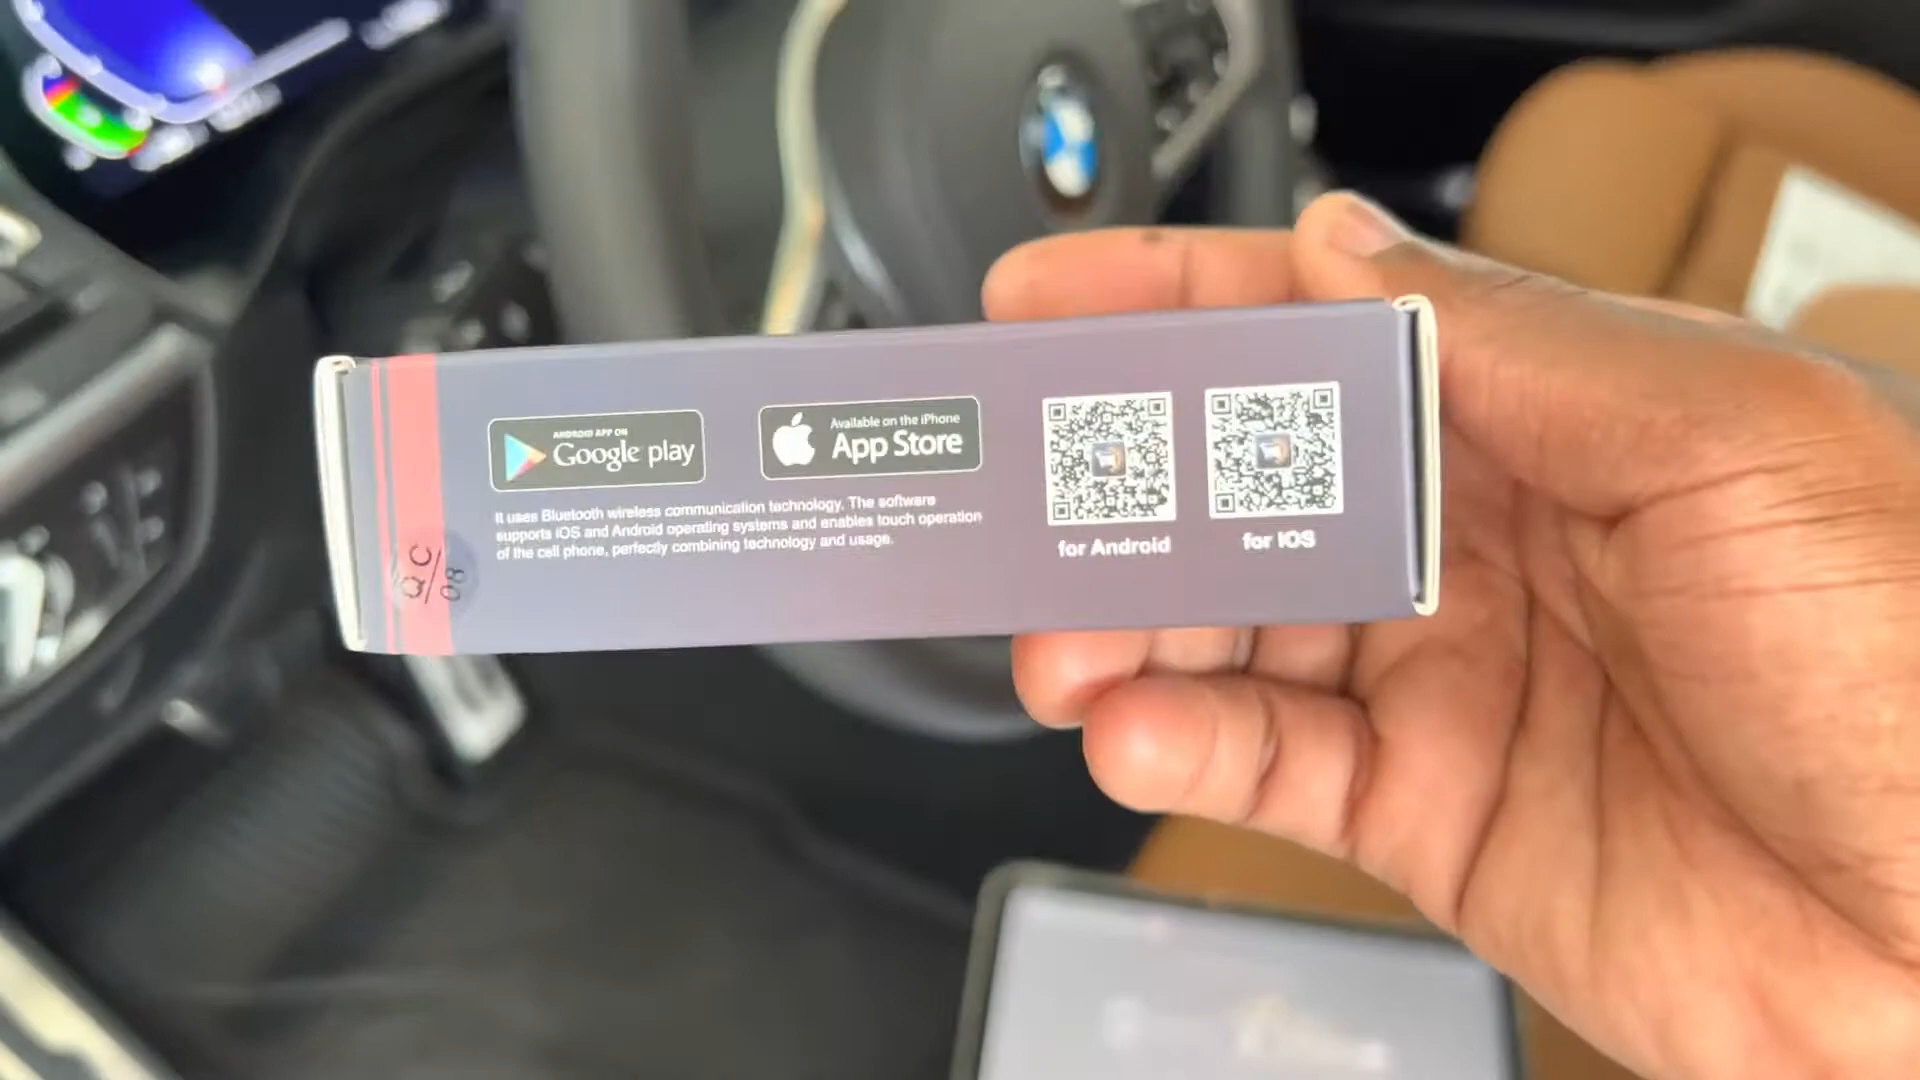 ANDROID APP ON
Google play
Available on the iPhone
App Store
It uses Bluetooth wireless communication technology. The software
supports iOS and Android operating systems and enables touch operation
of the cell phone, perfectly combining technology and usage.
for Android
for IOS
QC/
08